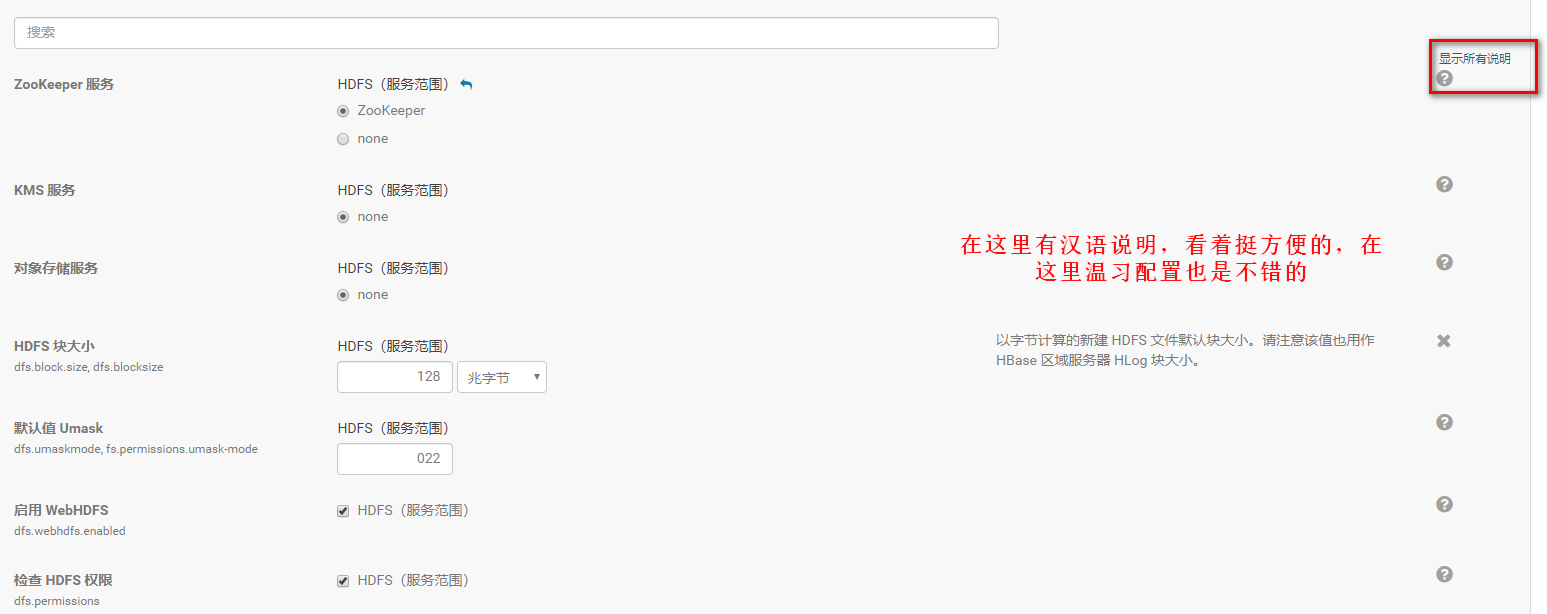 搜索
显示所有说明
ZooKeeper 服务
HDFS（服务范围）
ZooKeeper
none
KMS 服务
HDFS（服务范围）
none
在这里有汉语说明，看着挺方便的，在
这里温习配置也是不错的
对象存储服务
HDFS（服务范围）
none
HDFS 块大小
dfs.block.size, dfs.blocksize
HDFS（服务范围）
128 兆字节
以字节计算的新建 HDFS 文件默认块大小。请注意该值也用作
HBase 区域服务器 HLog 块大小。
默认值 Umask
dfs.umaskmode, fs.permissions.umask-mode
HDFS（服务范围）
022
启用 WebHDFS
dfs.webhdfs.enabled
HDFS（服务范围）
检查 HDFS 权限
dfs.permissions
HDFS（服务范围）